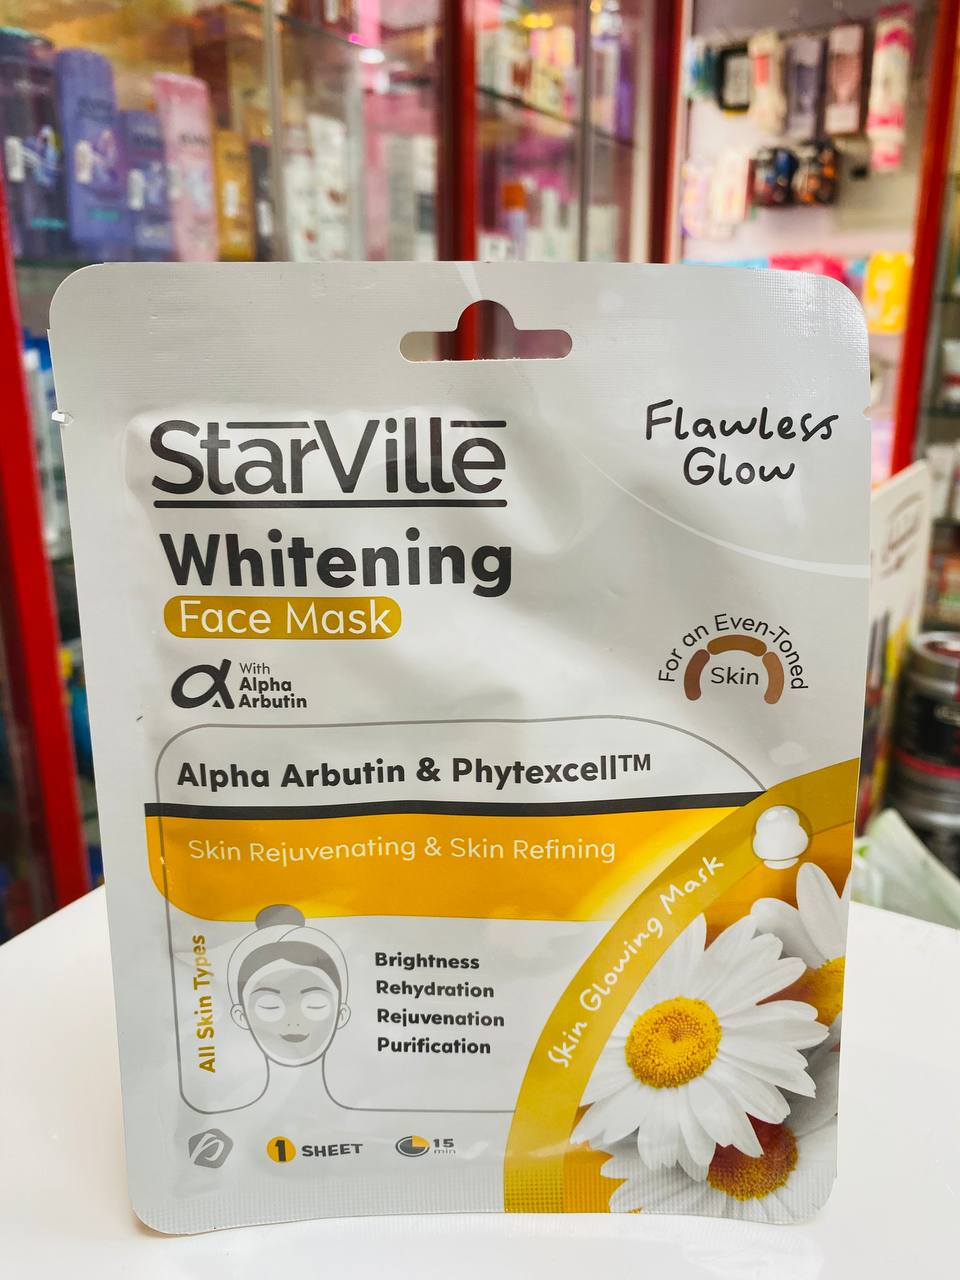 StarVille
Flawless
Glow
Whitening
Face Mask
With
Alpha
Arbutin
For an Even-Toned
Skin
Alpha Arbutin & Phytexcell™
Skin Rejuvenating & Skin Refining
Skin Glowing Mask
All Skin Types
Brightness
Rehydration
Rejuvenation
Purification
1 SHEET
15
min